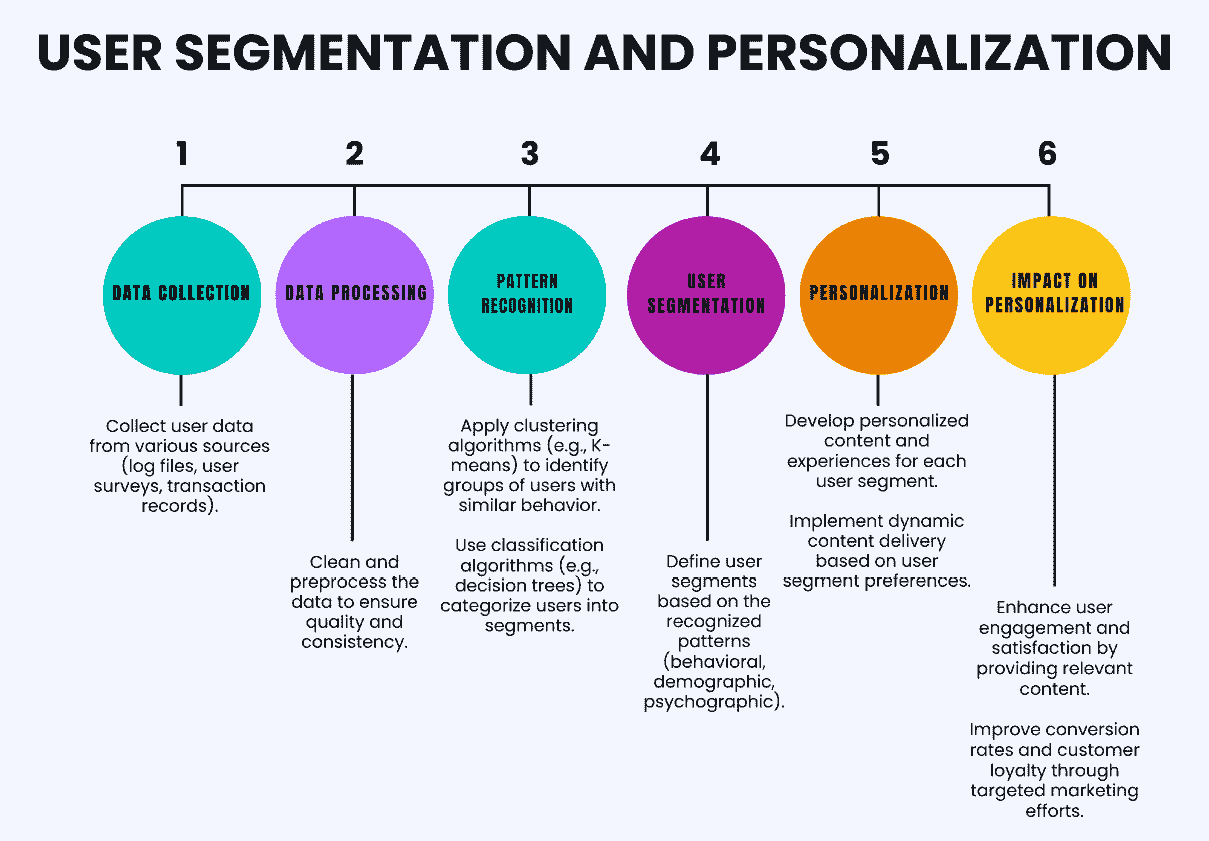 USER SEGMENTATION AND PERSONALIZATION
1
2
3
4
5
6
DATA COLLECTION
DATA PROCESSING
PATTERN
RECOGNITION
USER
SEGMENTATION
PERSONALIZATION
IMPACT ON
PERSONALIZATION
Collect user data
from various sources
(log files, user
surveys, transaction
records).
Clean and
preprocess the
data to ensure
quality and
consistency.
Apply clustering
algorithms (e.g., K-
means) to identify
groups of users with
similar behavior.
Use classification
algorithms (e.g.,
decision trees) to
categorize users into
segments.
Define user
segments
based on the
recognized
patterns
(behavioral,
demographic,
psychographic).
Develop personalized
content and
experiences for each
user segment.
Implement dynamic
content delivery
based on user
segment preferences.
Enhance user
engagement and
satisfaction by
providing relevant
content.
Improve conversion
rates and customer
loyalty through
targeted marketing
efforts.